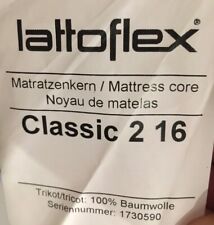 lattoflex®
Matratzenkern / Mattress core
Noyau de matelas
Classic 2 16
Trikot/tricot: 100% Baumwolle
Seriennummer: 1730590